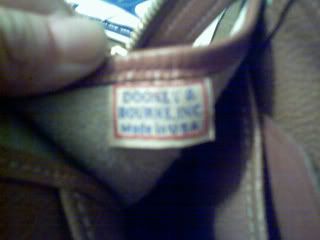 DOONEY &
BOURKE, INC.
Made in U.S.A.